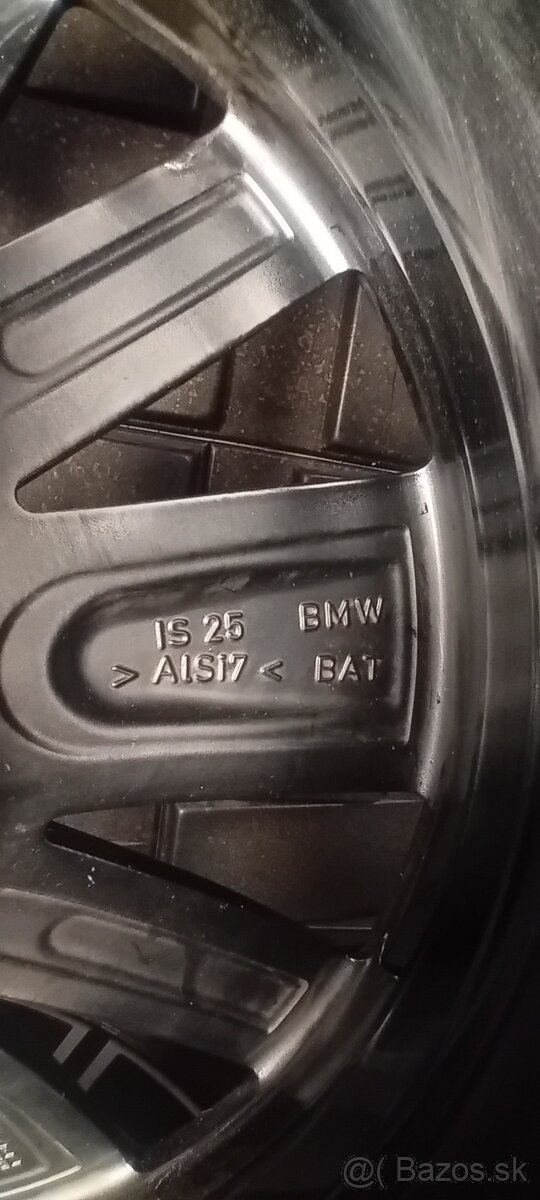 IS 25 BMW
> AlSi7 < BAT
@( Bazos.sk